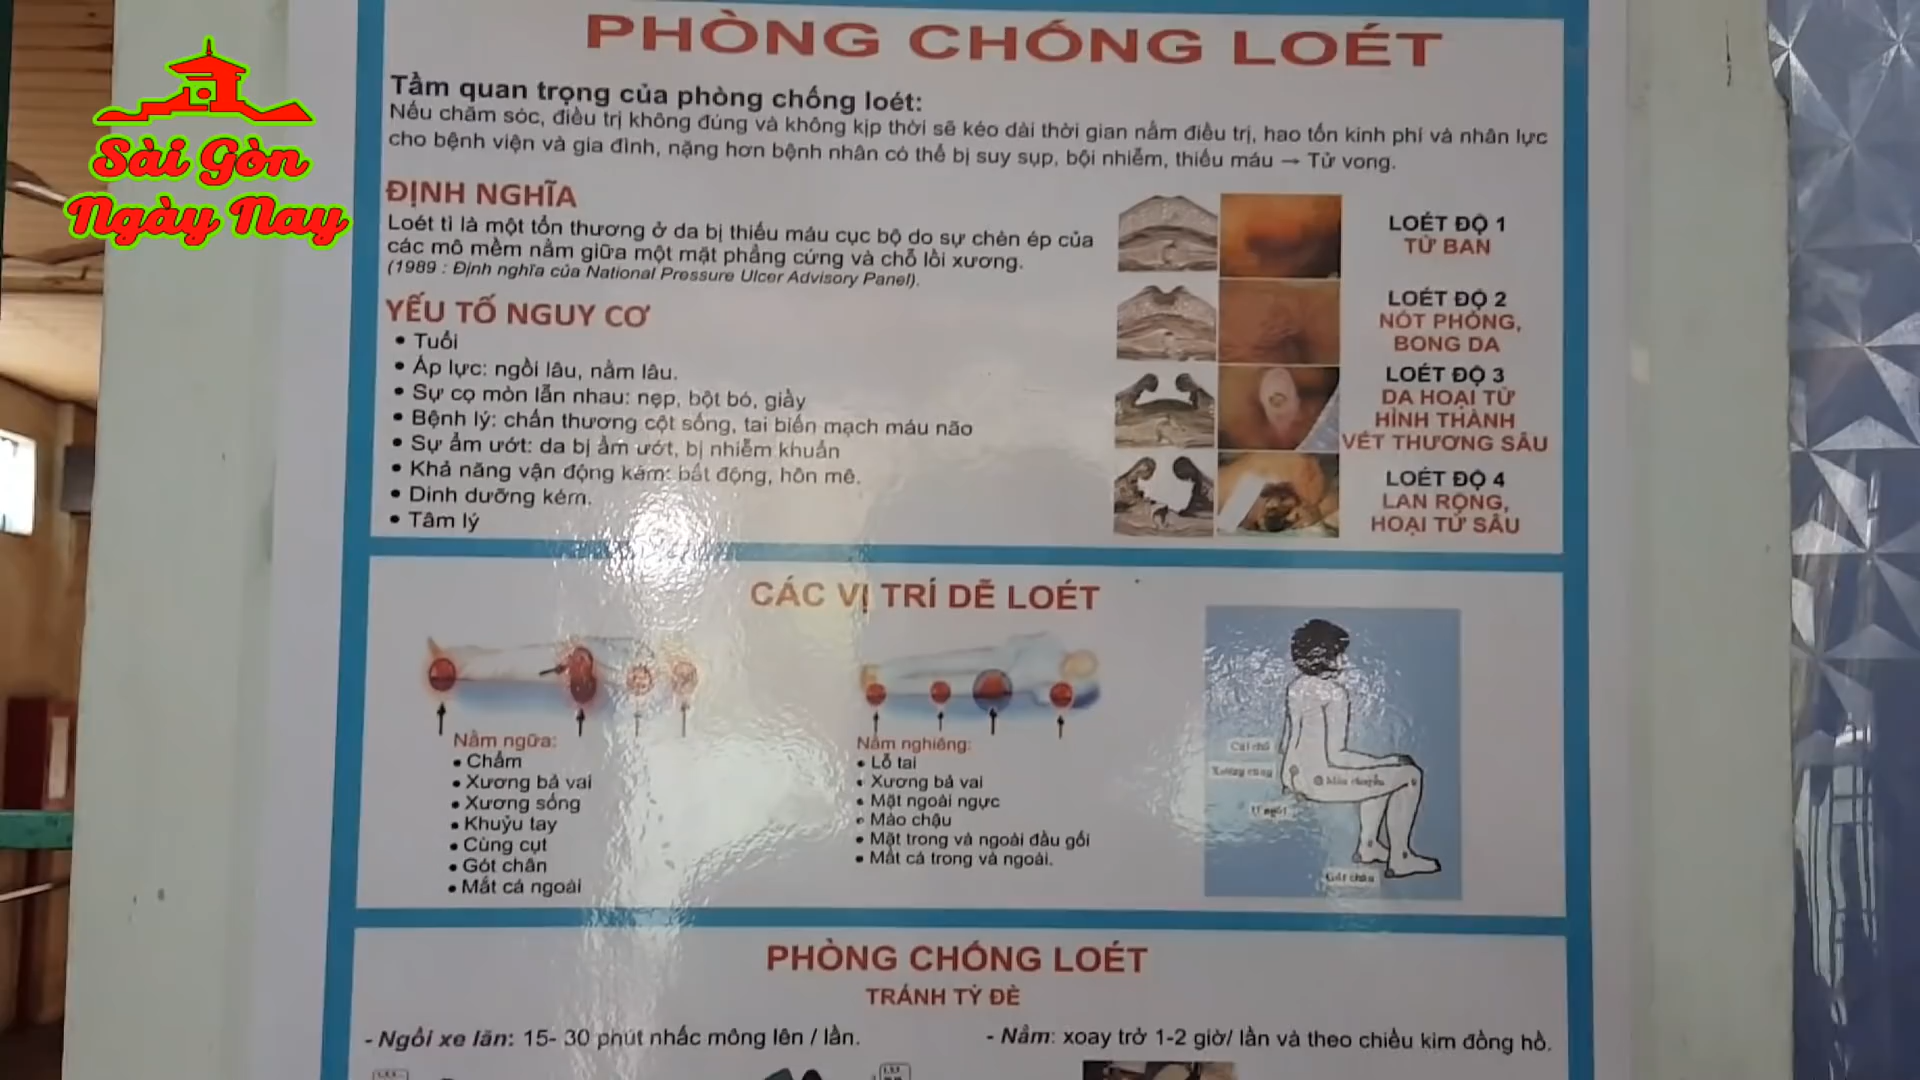 Sài Gòn
Ngày Nay
PHÒNG CHỐNG LOÉT
Tầm quan trọng của phòng chống loét:
Nếu chăm sóc, điều trị không đúng và không kịp thời sẽ kéo dài thời gian nằm điều trị, hao tốn kinh phí và nhân lực
cho bệnh viện và gia đình, nặng hơn bệnh nhân có thể bị suy sụp, bội nhiễm, thiếu máu → Tử vong.
ĐỊNH NGHĨA
Loét tì là một tổn thương ở da bị thiếu máu cục bộ do sự chèn ép của
các mô mềm nằm giữa một mặt phẳng cứng và chỗ lồi xương.
(1989 : Định nghĩa của National Pressure Ulcer Advisory Panel).
YẾU TỐ NGUY CƠ
• Tuổi
• Áp lực: ngồi lâu, nằm lâu.
• Sự cọ mòn lẫn nhau: nẹp, bột bó, giầy
• Bệnh lý: chấn thương cột sống, tai biến mạch máu não
• Sự ẩm ướt: da bị ẩm ướt, bị nhiễm khuẩn
• Khả năng vận động kém: bất động, hôn mê.
• Dinh dưỡng kém.
• Tâm lý
LOÉT ĐỘ 1
TỪ BAN
LOÉT ĐỘ 2
NỐT PHỒNG,
BONG DA
LOÉT ĐỘ 3
DA HOẠI TỬ
HÌNH THÀNH
VẾT THƯƠNG SÂU
LOÉT ĐỘ 4
LAN RỘNG,
HOẠI TỬ SÂU
CÁC VỊ TRÍ DỄ LOÉT
Nằm ngữa:
• Chẩm
• Xương bả vai
• Xương sống
• Khuỷu tay
• Cùng cụt
• Gót chân
• Mắt cá ngoài
Nằm nghiêng:
• Lỗ tai
• Xương bả vai
• Mặt ngoài ngực
• Mào chậu
• Mặt trong và ngoài đầu gối
• Mắt cá trong và ngoài.
Xương cùng
Mấu chuyển
Ụ ngồi
Gót chân
PHÒNG CHỐNG LOÉT
TRÁNH TỲ ĐÈ
- Ngồi xe lăn: 15- 30 phút nhấc mông lên / lần.
- Nằm: xoay trở 1-2 giờ/ lần và theo chiều kim đồng hồ.